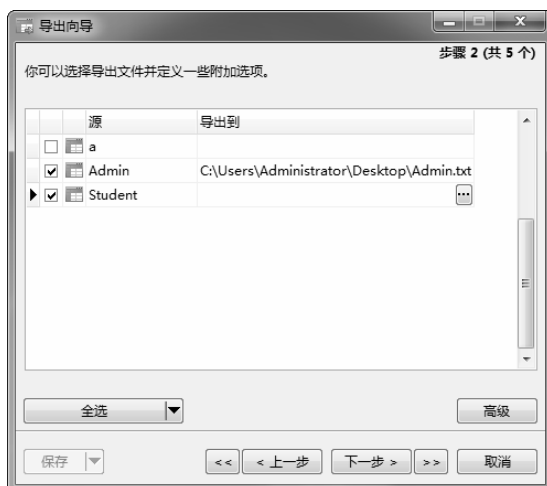 导出向导
步骤 2 (共 5 个)
你可以选择导出文件并定义一些附加选项。
源 导出到
a
Admin C:\Users\Administrator\Desktop\Admin.txt
Student ...
全选 高级
保存 << < 上一步 下一步 > >> 取消